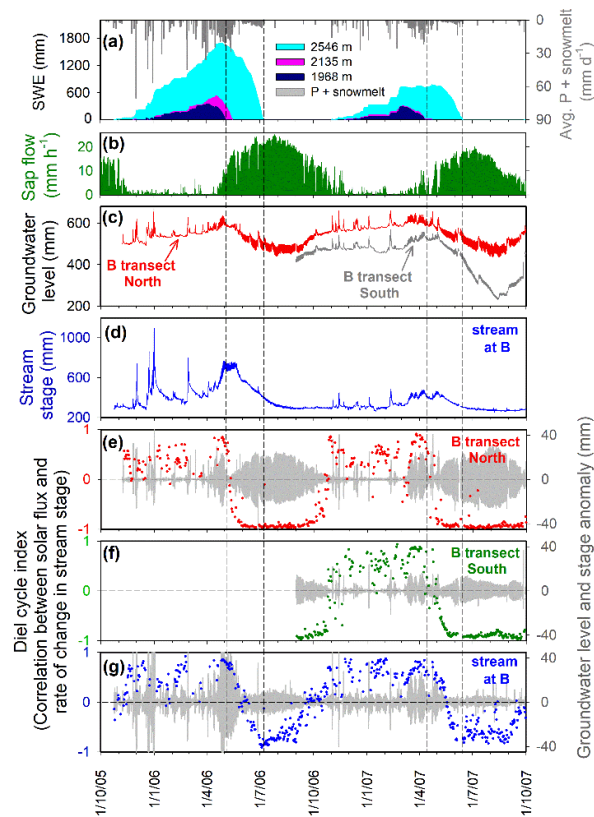 1800
1200
600
0
SWE (mm)
(a)
2546 m
2135 m
1968 m
P + snowmelt
0
30
60
90
Avg. P + snowmelt
(mm d⁻¹)
20
10
0
Sap flow
(mm h⁻¹)
(b)
600
400
200
Groundwater
level (mm)
(c)
B transect
North
B transect
South
1000
600
200
Stream
stage (mm)
(d)
stream
at B
1
0
-1
(e)
B transect
North
40
0
-40
1
0
-1
(f)
B transect
South
40
0
-40
1
0
-1
(g)
stream
at B
40
0
-40
Diel cycle index
(Correlation between solar flux and
rate of change in stream stage)
Groundwater level and stage anomaly (mm)
1/10/05
1/1/06
1/4/06
1/7/06
1/10/06
1/1/07
1/4/07
1/7/07
1/10/07